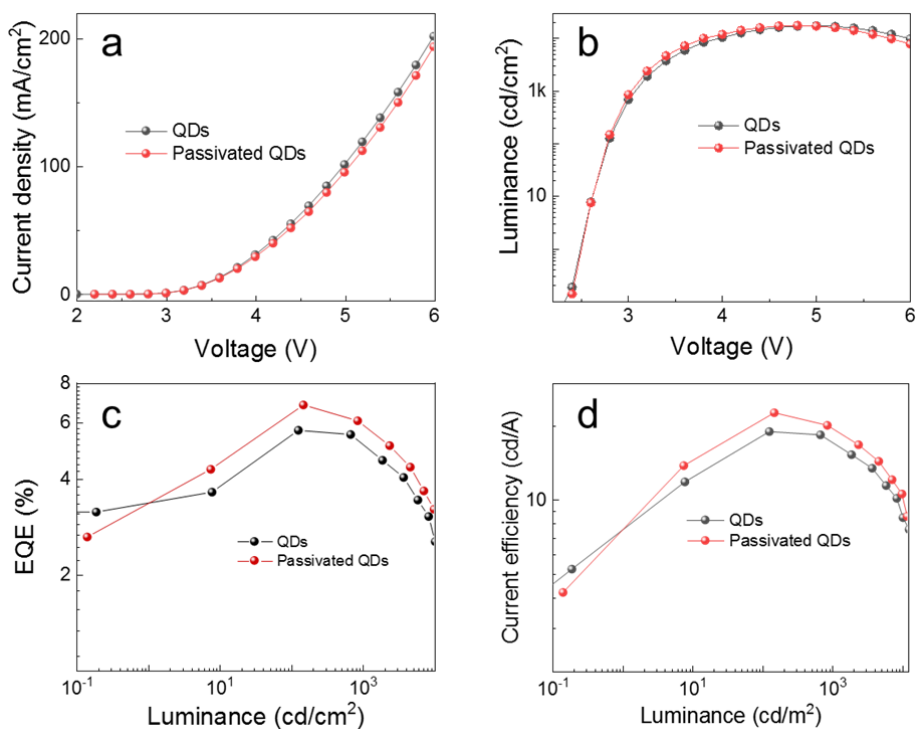 a
Current density (mA/cm²)
200
100
0
QDs
Passivated QDs
2 3 4 5 6
Voltage (V)
b
Luminance (cd/cm²)
1k
10
QDs
Passivated QDs
3 4 5 6
Voltage (V)
c
EQE (%)
8
6
4
2
QDs
Passivated QDs
10⁻¹ 10¹ 10³
Luminance (cd/cm²)
d
Current efficiency (cd/A)
10
QDs
Passivated QDs
10⁻¹ 10¹ 10³
Luminance (cd/m²)